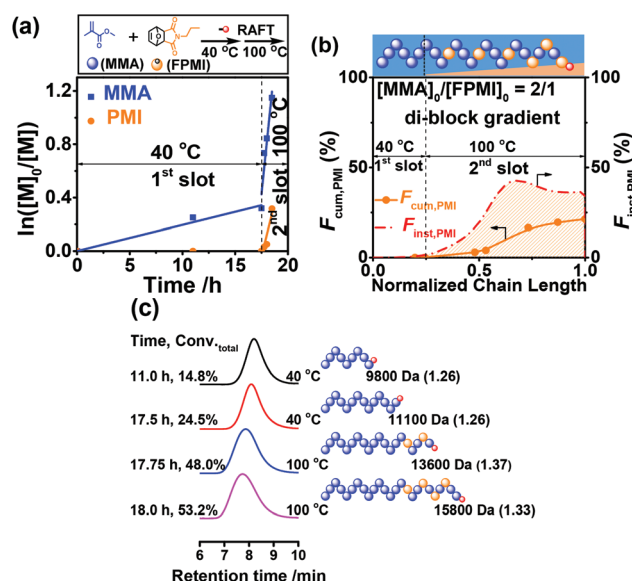 (a)
RAFT
40 °C 100 °C
(MMA) (FPMI)
ln([M]0/[M])
1.2
0.8
0.4
0.0
MMA
PMI
40 °C
1st slot
2nd slot 100 °C
0 5 10 15 20
Time /h
(b)
Fcum,PMI (%)
100
50
0
[MMA]0/[FPMI]0 = 2/1
di-block gradient
40 °C 100 °C
1st slot 2nd slot
Fcum,PMI
Finst,PMI
100
50
0
Finst,PMI (%)
0.0 0.5 1.0
Normalized Chain Length
(c)
Time, Conv.total
11.0 h, 14.8% 40 °C 9800 Da (1.26)
17.5 h, 24.5% 40 °C 11100 Da (1.26)
17.75 h, 48.0% 100 °C 13600 Da (1.37)
18.0 h, 53.2% 100 °C 15800 Da (1.33)
6 7 8 9 10
Retention time /min